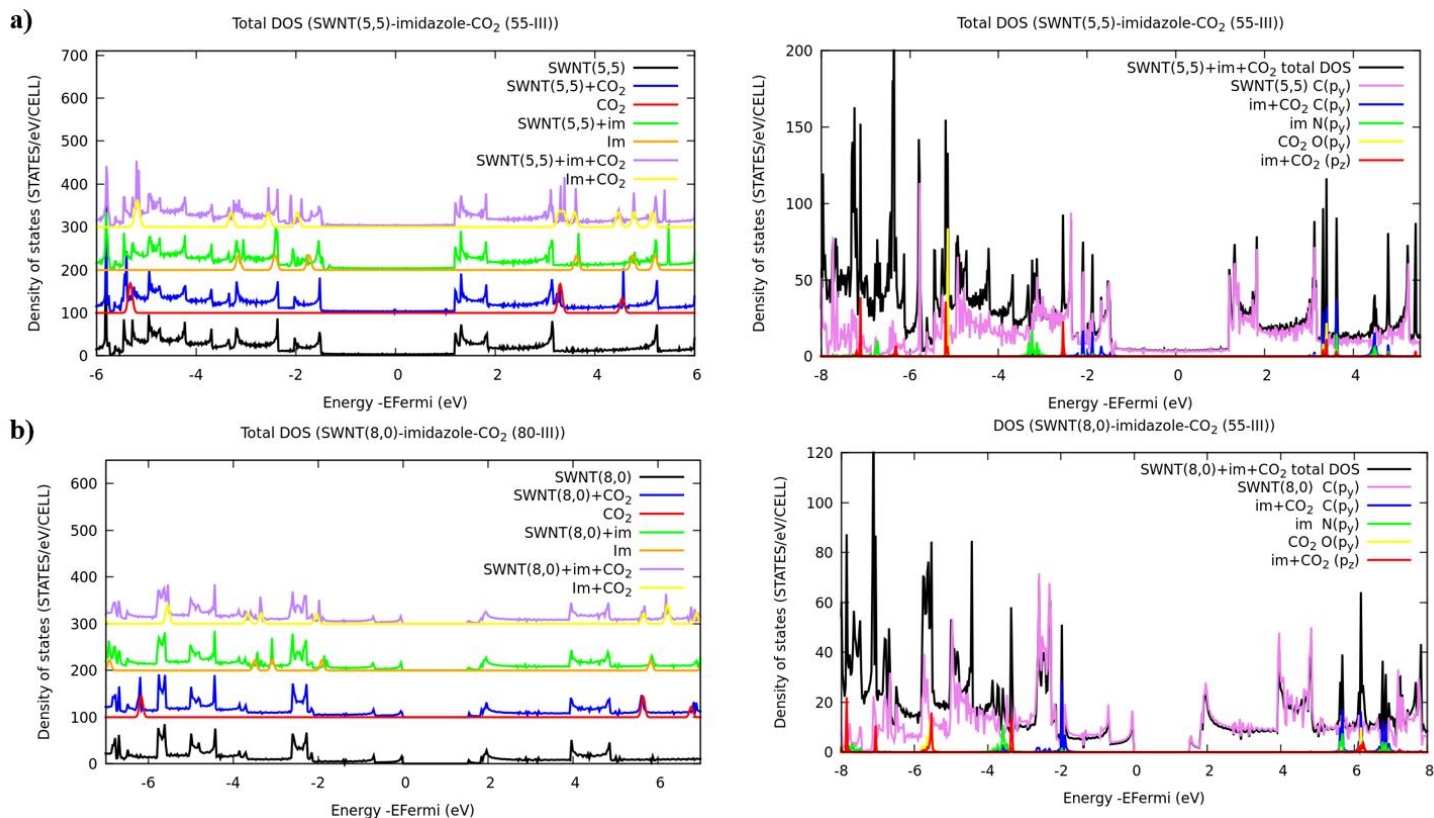 a)
Total DOS (SWNT(5,5)-imidazole-CO₂ (55-III))
Density of states (STATES/eV/CELL)
700
600
500
400
300
200
100
0
SWNT(5,5)
SWNT(5,5)+CO₂
CO₂
SWNT(5,5)+im
Im
SWNT(5,5)+im+CO₂
Im+CO₂
-6 -4 -2 0 2 4 6
Energy -EFermi (eV)
Total DOS (SWNT(5,5)-imidazole-CO₂ (55-III))
Density of states (STATES/eV/CELL)
200
150
100
50
0
SWNT(5,5)+im+CO₂ total DOS
SWNT(5,5) C(pᵧ)
im+CO₂ C(pᵧ)
im N(pᵧ)
CO₂ O(pᵧ)
im+CO₂ (p_z)
-8 -6 -4 -2 0 2 4
Energy -EFermi (eV)
b)
Total DOS (SWNT(8,0)-imidazole-CO₂ (80-III))
Density of states (STATES/eV/CELL)
600
500
400
300
200
100
0
SWNT(8,0)
SWNT(8,0)+CO₂
CO₂
SWNT(8,0)+im
Im
SWNT(8,0)+im+CO₂
Im+CO₂
-6 -4 -2 0 2 4 6
Energy -EFermi (eV)
DOS (SWNT(8,0)-imidazole-CO₂ (55-III))
Density of states (STATES/eV/CELL)
120
100
80
60
40
20
0
SWNT(8,0)+im+CO₂ total DOS
SWNT(8,0) C(pᵧ)
im+CO₂ C(pᵧ)
im N(pᵧ)
CO₂ O(pᵧ)
im+CO₂ (p_z)
-8 -6 -4 -2 0 2 4 6 8
Energy -EFermi (eV)